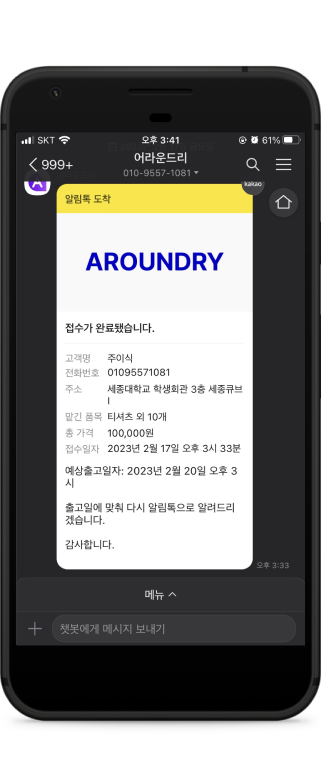 SKT 오후 3:41 61%
999+ 어라운드리
010-9557-1081
kakao
알림톡 도착
AROUNDRY
접수가 완료됐습니다.
고객명 주이식
전화번호 01095571081
주소 세종대학교 학생회관 3층 세종큐브
I
맡긴 품목 티셔츠 외 10개
총 가격 100,000원
접수일자 2023년 2월 17일 오후 3시 33분
예상출고일자: 2023년 2월 20일 오후 3
시
출고일에 맞춰 다시 알림톡으로 알려드리
겠습니다.
감사합니다.
오후 3:33
메뉴
챗봇에게 메시지 보내기